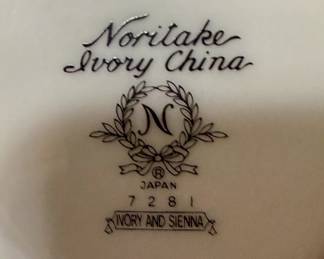 Noritake
Ivory China
N
®
JAPAN
7281
IVORY AND SIENNA